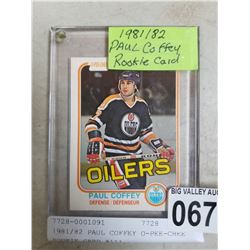 1981/82
PAUL Coffey
Rookie Card
OILERS
PAUL COFFEY
DEFENSE/DÉFENSEUR
BIG VALLEY AUC
067
7728-0001091
7728
1981/82 PAUL COFFEY O-PEE-CHEE